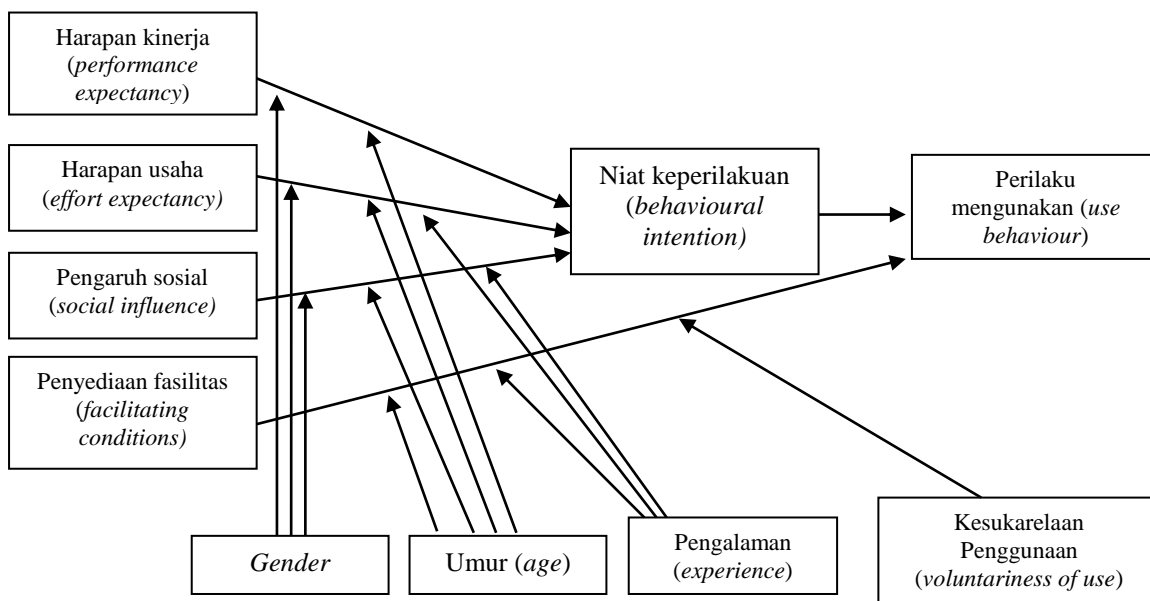 Harapan kinerja
(performance
expectancy)
Harapan usaha
(effort expectancy)
Pengaruh sosial
(social influence)
Penyediaan fasilitas
(facilitating
conditions)
Niat keperilakuan
(behavioural
intention)
Perilaku
mengunakan (use
behaviour)
Gender
Umur (age)
Pengalaman
(experience)
Kesukarelaan
Penggunaan
(voluntariness of use)